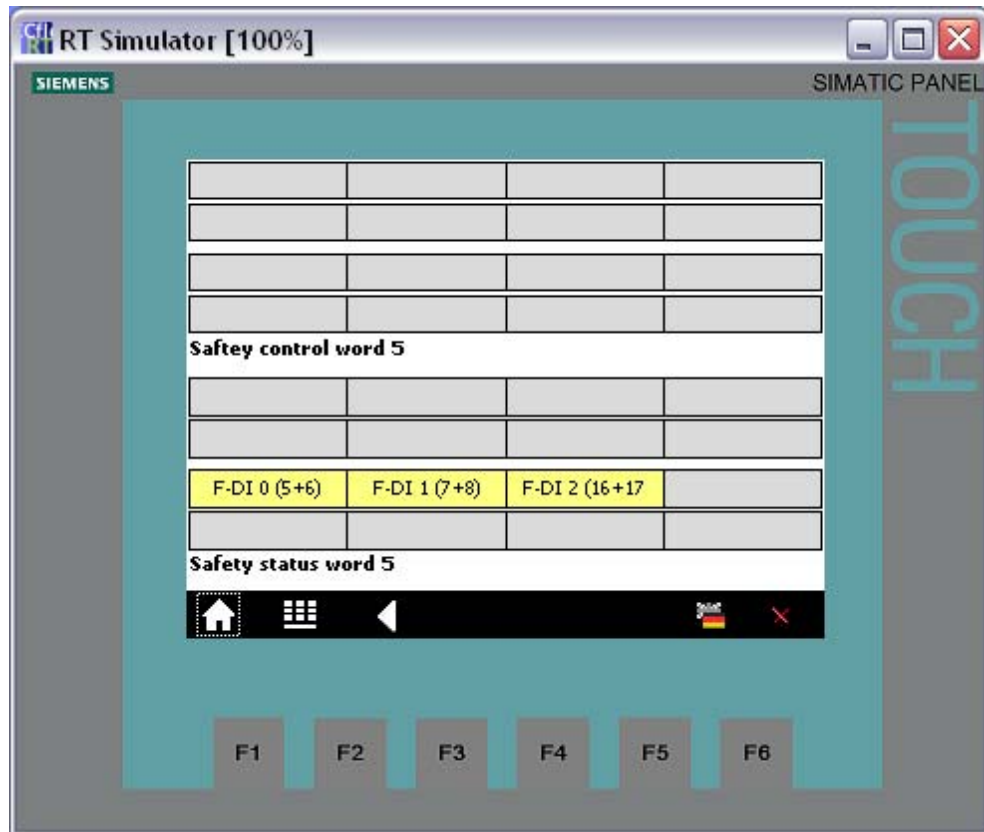 RT Simulator [100%]
SIEMENS
SIMATIC PANEL
TOUCH
Saftey control word 5
F-DI 0 (5+6) F-DI 1 (7+8) F-DI 2 (16+17
Safety status word 5
F1 F2 F3 F4 F5 F6